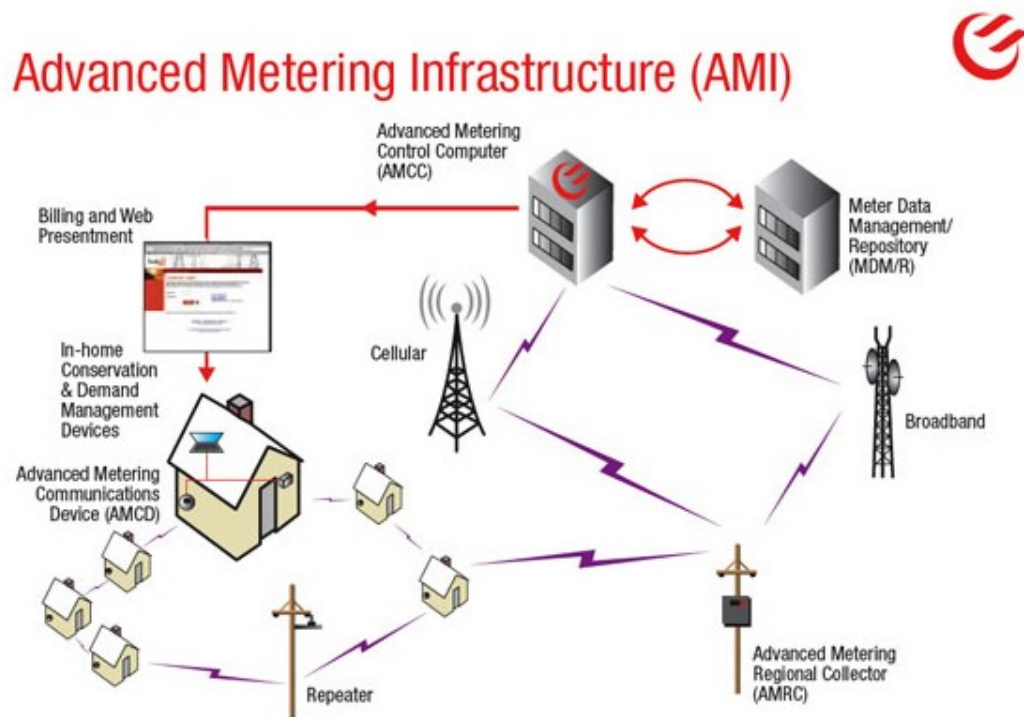 Advanced Metering Infrastructure (AMI)
Advanced Metering
Control Computer
(AMCC)
Billing and Web
Presentment
Meter Data
Management/
Repository
(MDM/R)
Cellular
In-home
Conservation
& Demand
Management
Devices
Broadband
Advanced Metering
Communications
Device (AMCD)
Repeater
Advanced Metering
Regional Collector
(AMRC)